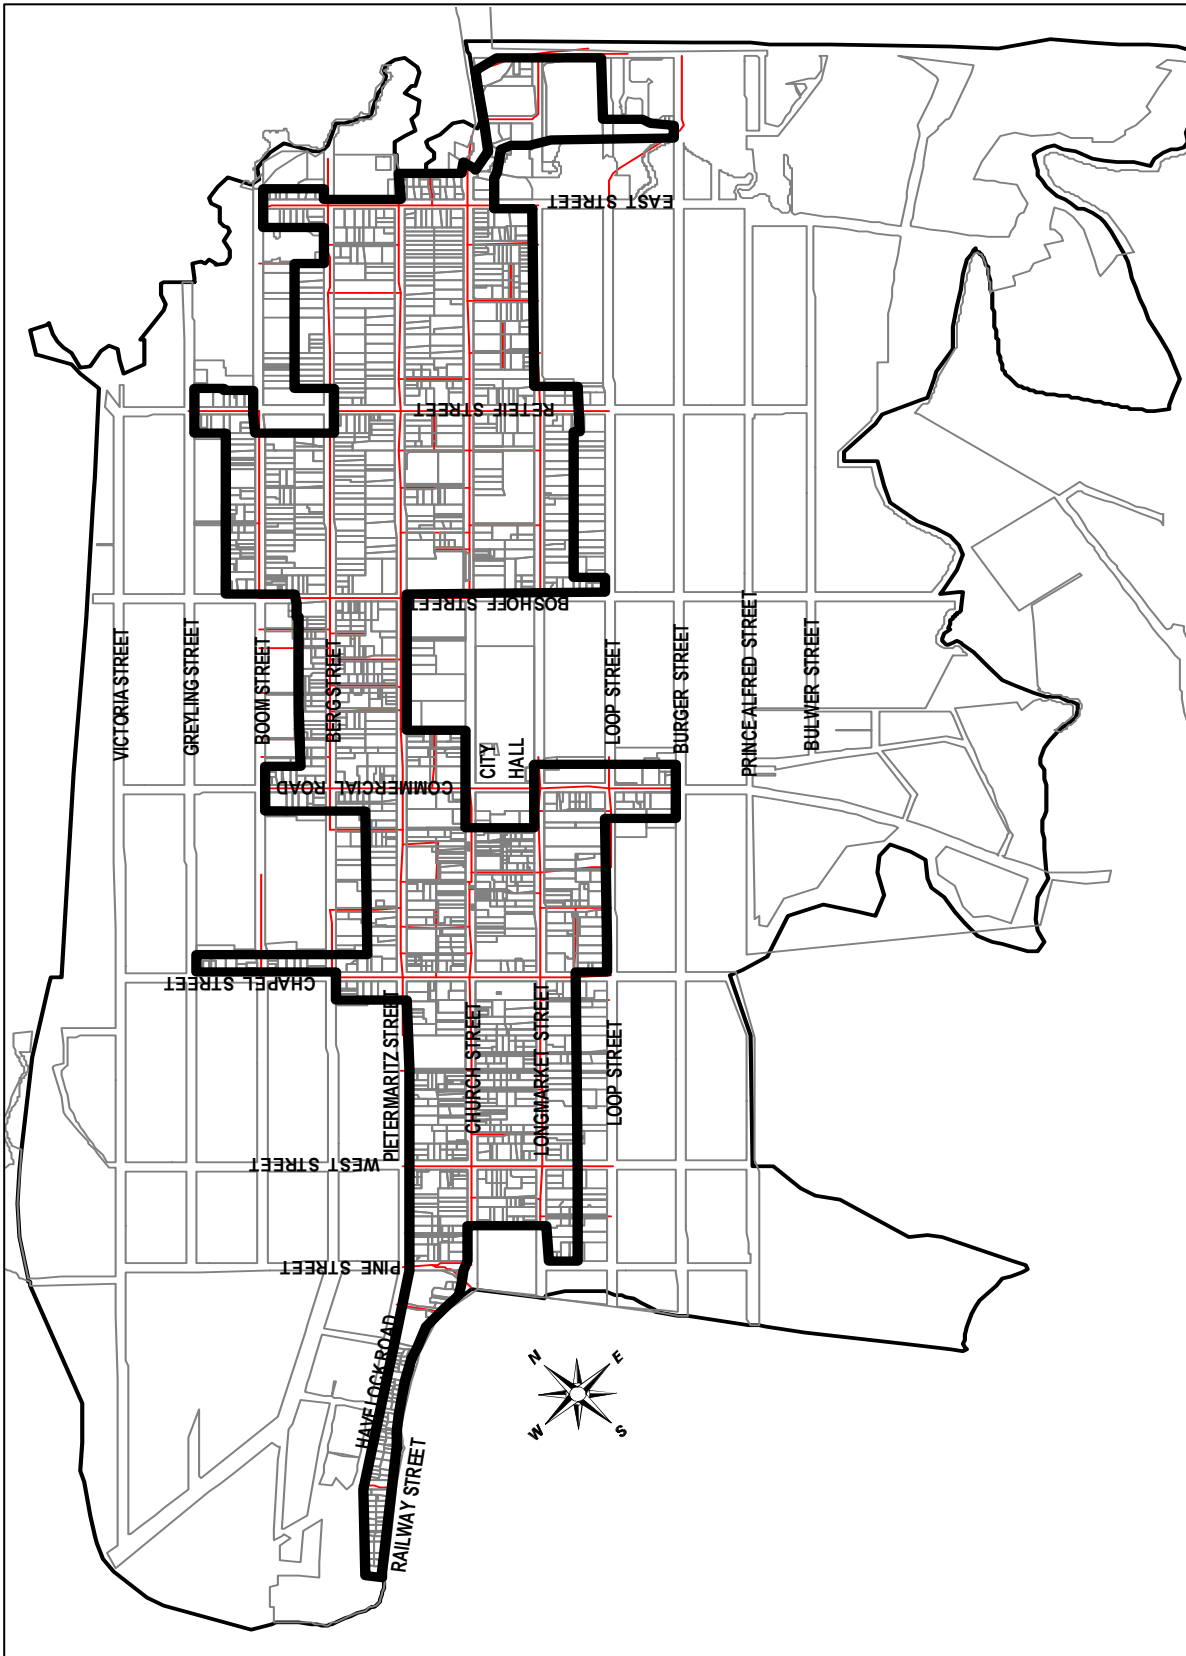 EAST STREET
RETEIF STREET
BOSHOFF STREET
VICTORIA STREET
GREYLING STREET
BOOM STREET
BERG STREET
LOOP STREET
BURGER STREET
PRINCE ALFRED STREET
BULWER STREET
CITY
HALL
COMMERCIAL ROAD
CHAPEL STREET
PIETERMARITZ STREET
CHURCH STREET
LONGMARKET STREET
LOOP STREET
WEST STREET
PINE STREET
HAVELOCK ROAD
RAILWAY STREET
N
E
W
S